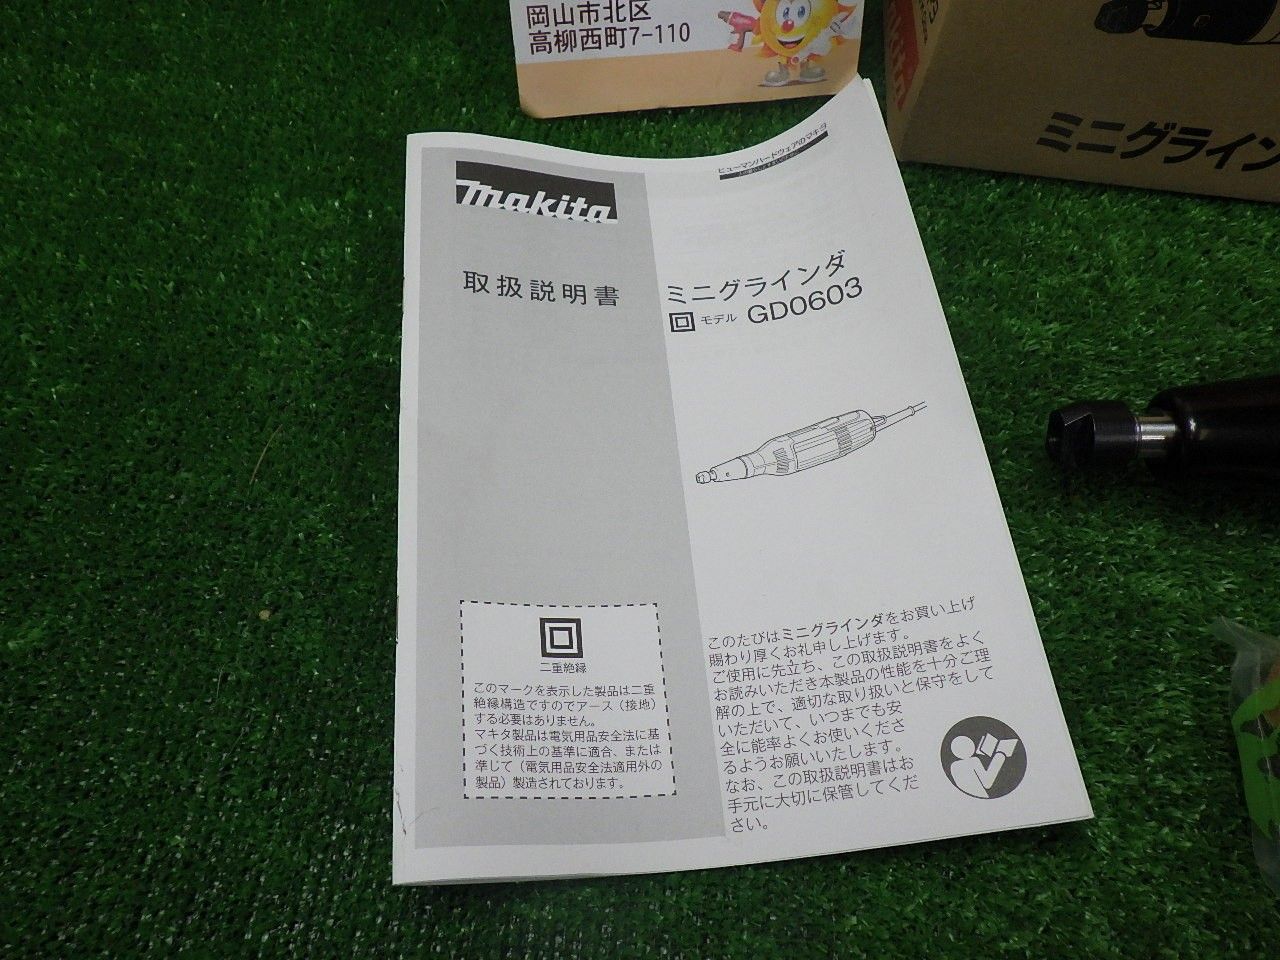 岡山市北区
高柳西町7-110
makita
ミニグライン
makita
ヒューマンハードウェアのマキタ
取扱説明書
ミニグラインダ
モデル GD0603
二重絶縁
このマークを表示した製品は二重
絶縁構造ですのでアース（接地）
する必要はありません。
マキタ製品は電気用品安全法に基
づく技術上の基準に適合、または
準じて（電気用品安全法適用外の
製品）製造されております。
このたびはミニグラインダをお買い上げ
賜わり厚くお礼申し上げます。
ご使用に先立ち、この取扱説明書をよく
お読みいただき本製品の性能を十分ご理
解の上で、適切な取り扱いと保守をして
いただいて、いつまでも安
全に能率よくお使いくださ
るようお願いいたします。
なお、この取扱説明書はお
手元に大切に保管してくだ
さい。